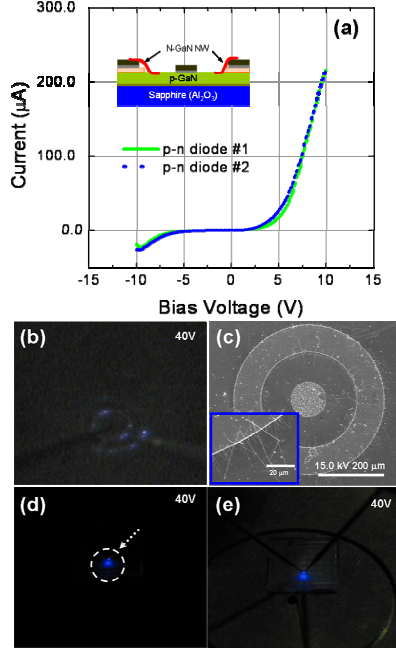 (a)
300.0
200.0
100.0
0.0
Current (μA)
N-GaN NW
p-GaN
Sapphire (Al₂O₃)
p-n diode #1
p-n diode #2
-15 -10 -5 0 5 10 15
Bias Voltage (V)
(b) 40V
(c)
20 μm
15.0 kV 200 μm
(d) 40V
(e) 40V